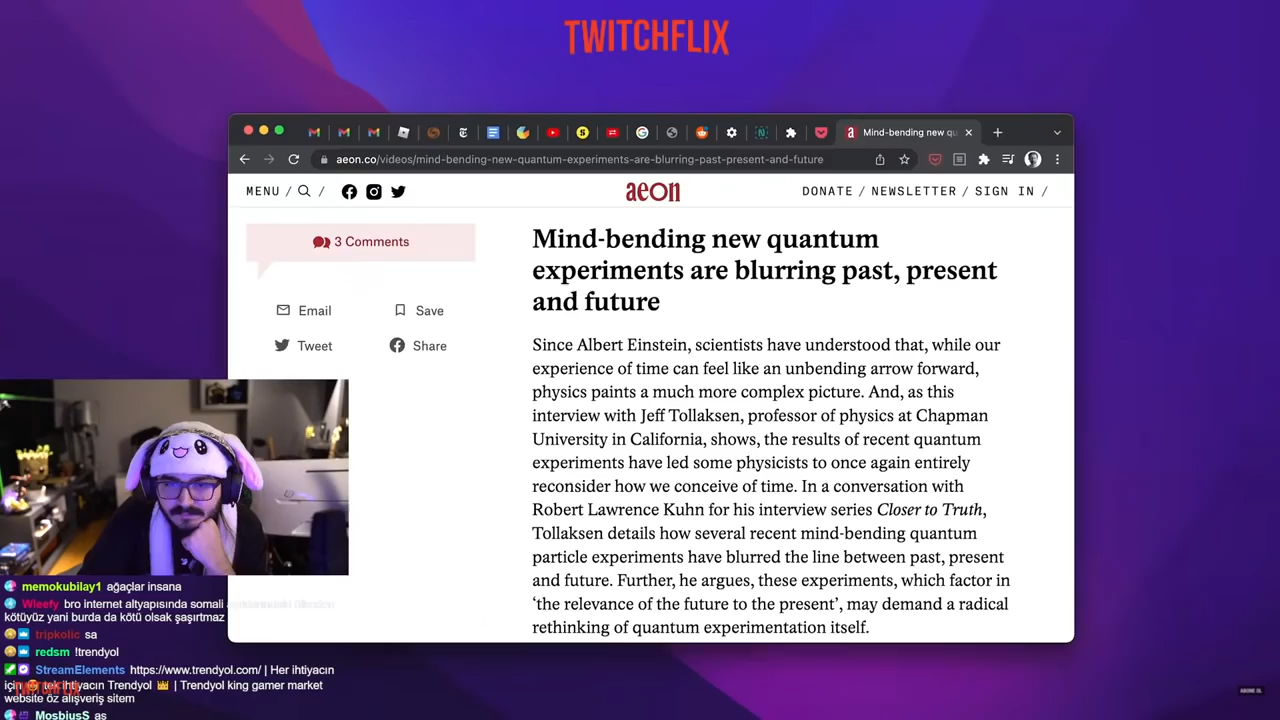 TWITCHFLIX
Mind-bending new qu
aeon.co/videos/mind-bending-new-quantum-experiments-are-blurring-past-present-and-future
MENU / /
aeon
DONATE / NEWSLETTER / SIGN IN /
3 Comments
Email
Save
Tweet
Share
Mind-bending new quantum
experiments are blurring past, present
and future
Since Albert Einstein, scientists have understood that, while our
experience of time can feel like an unbending arrow forward,
physics paints a much more complex picture. And, as this
interview with Jeff Tollaksen, professor of physics at Chapman
University in California, shows, the results of recent quantum
experiments have led some physicists to once again entirely
reconsider how we conceive of time. In a conversation with
Robert Lawrence Kuhn for his interview series Closer to Truth,
Tollaksen details how several recent mind-bending quantum
particle experiments have blurred the line between past, present
and future. Further, he argues, these experiments, which factor in
‘the relevance of the future to the present’, may demand a radical
rethinking of quantum experimentation itself.
memokubilay1 ağaçlar insana
Wleefy bro internet altyapısında somali
kötüyüz yani burda da kötü olsak şaşırtmaz
tripkolic sa
redsm !trendyol
StreamElements https://www.trendyol.com/ | Her ihtiyacın
için tek ihtiyacın Trendyol | Trendyol king gamer market
website öz alışveriş sitem
TWITCHFLIX
MosbiusS as
ABONE OL